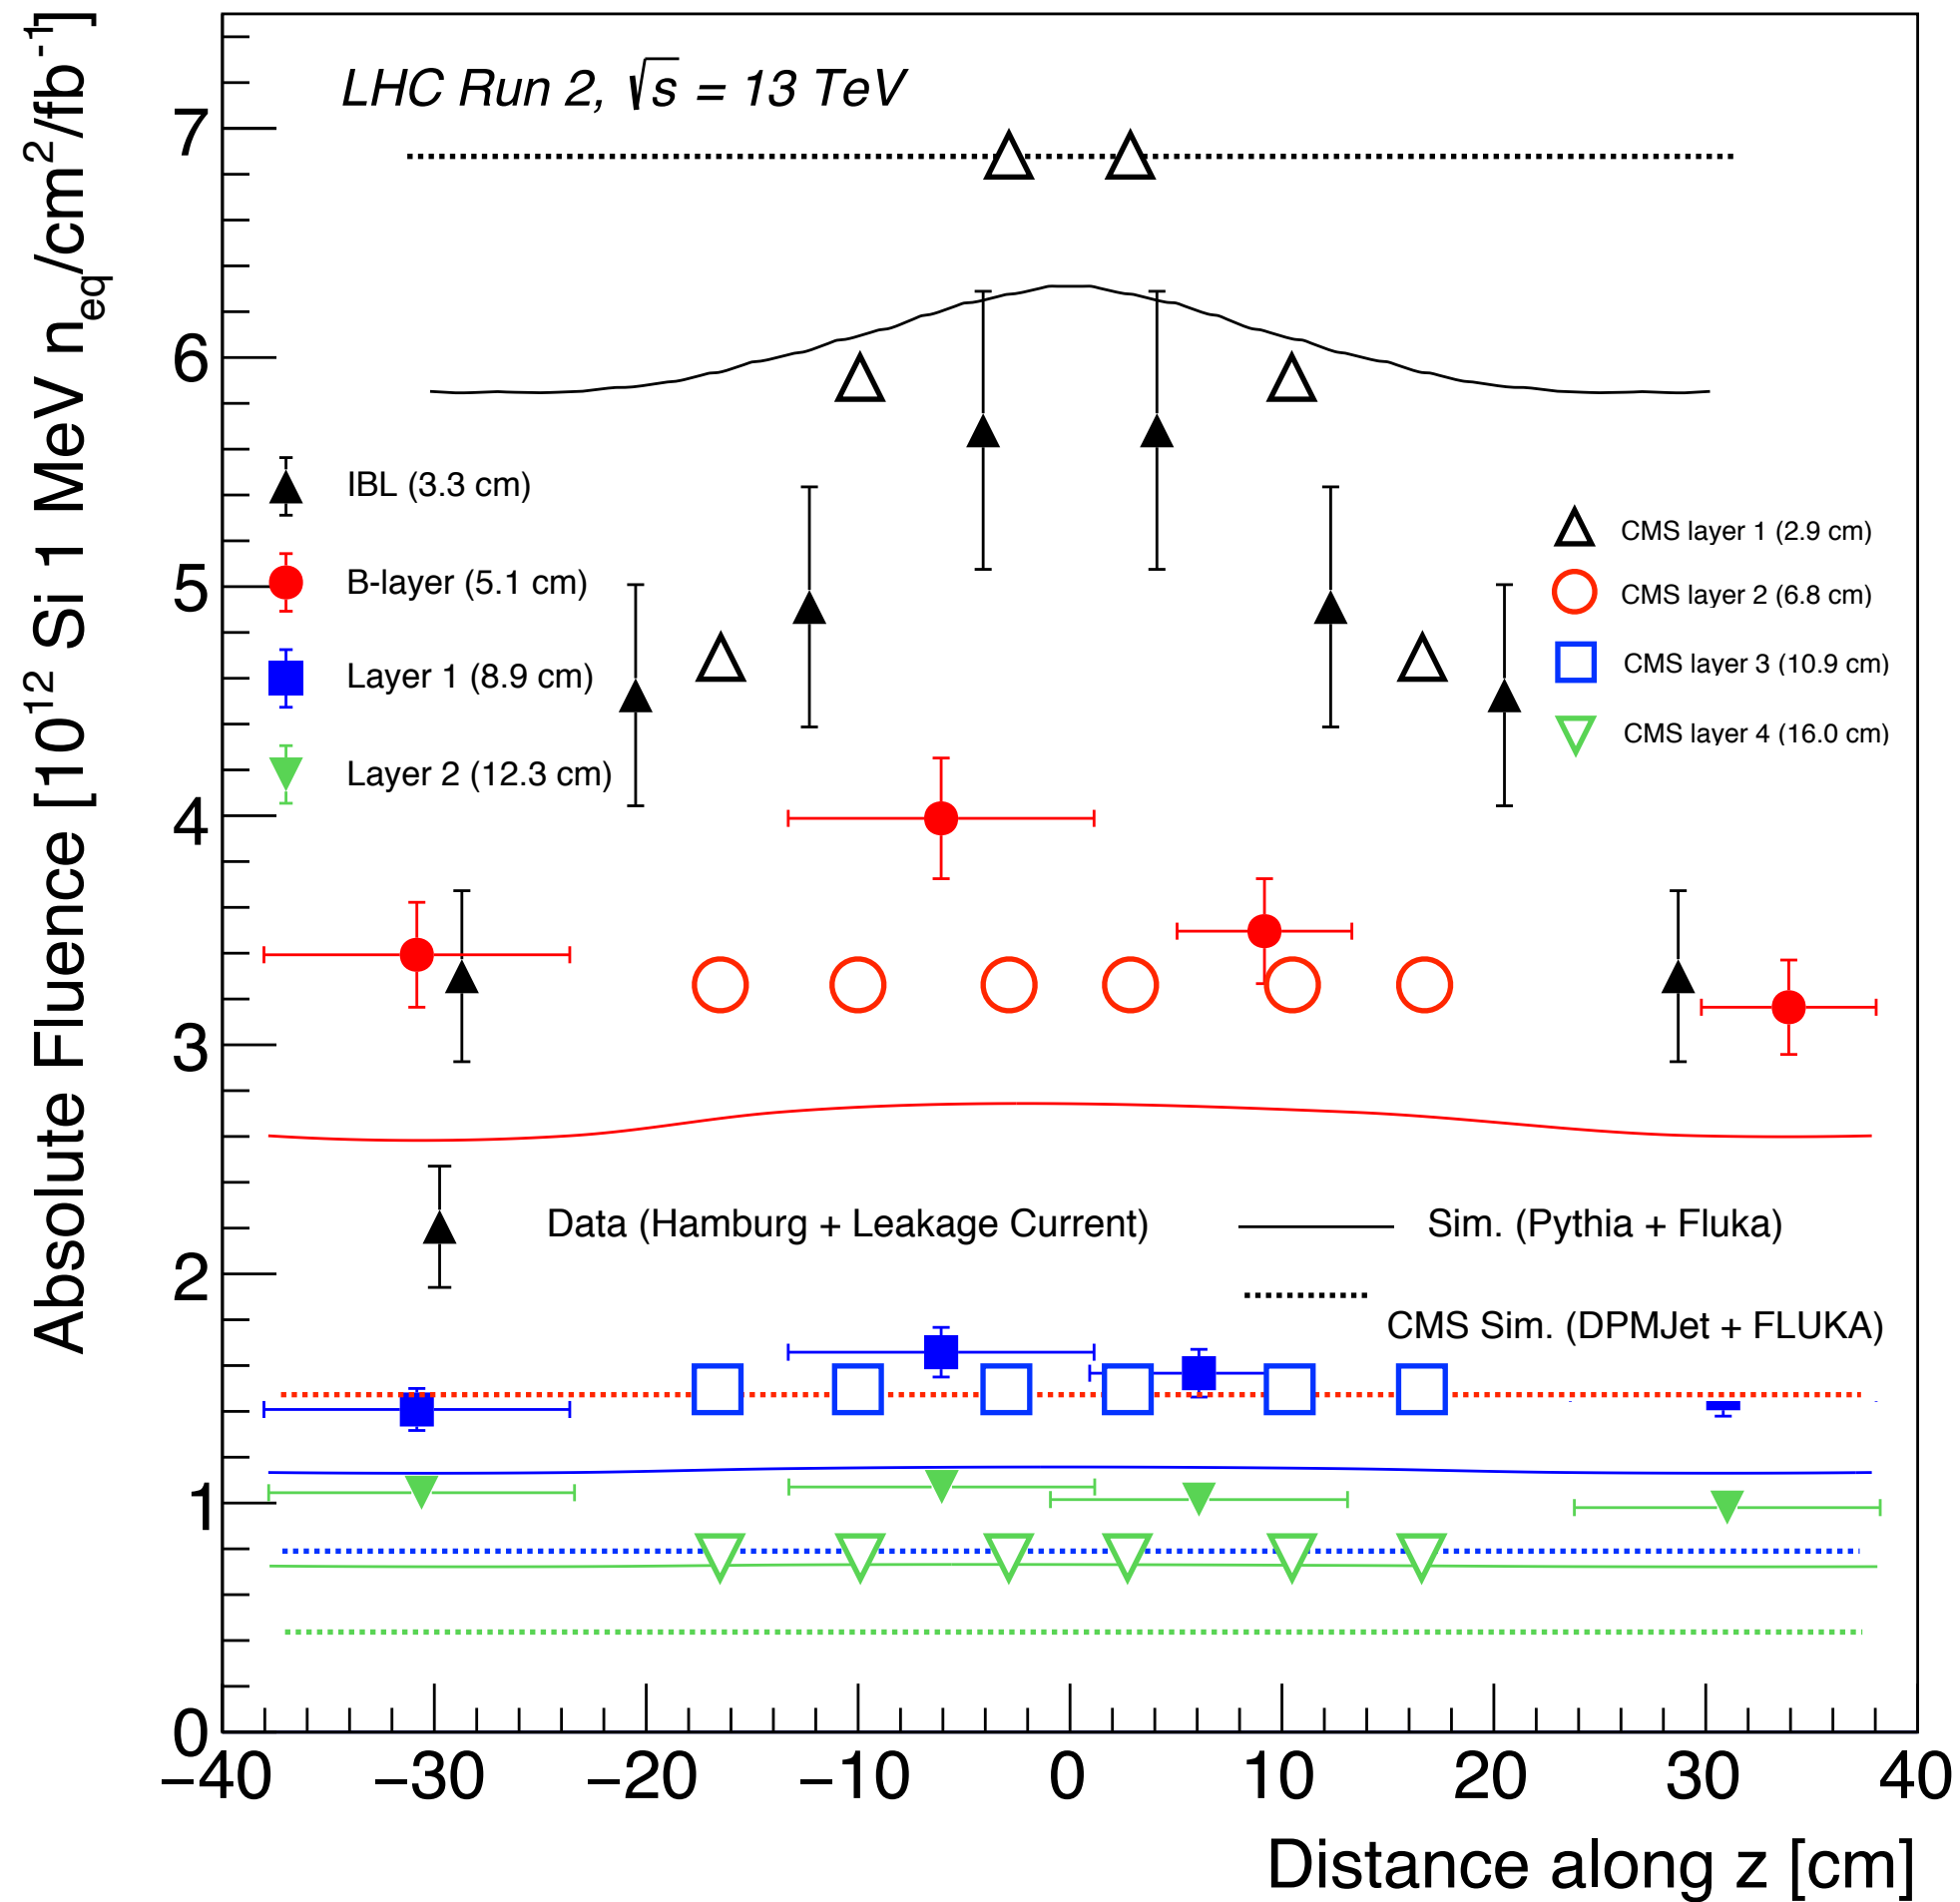 Absolute Fluence [10^12 Si 1 MeV n_eq/cm^2/fb^-1]
LHC Run 2, √s = 13 TeV
IBL (3.3 cm)
B-layer (5.1 cm)
Layer 1 (8.9 cm)
Layer 2 (12.3 cm)
CMS layer 1 (2.9 cm)
CMS layer 2 (6.8 cm)
CMS layer 3 (10.9 cm)
CMS layer 4 (16.0 cm)
Data (Hamburg + Leakage Current)
Sim. (Pythia + Fluka)
CMS Sim. (DPMJet + FLUKA)
7
6
5
4
3
2
1
0
−40 −30 −20 −10 0 10 20 30 40
Distance along z [cm]